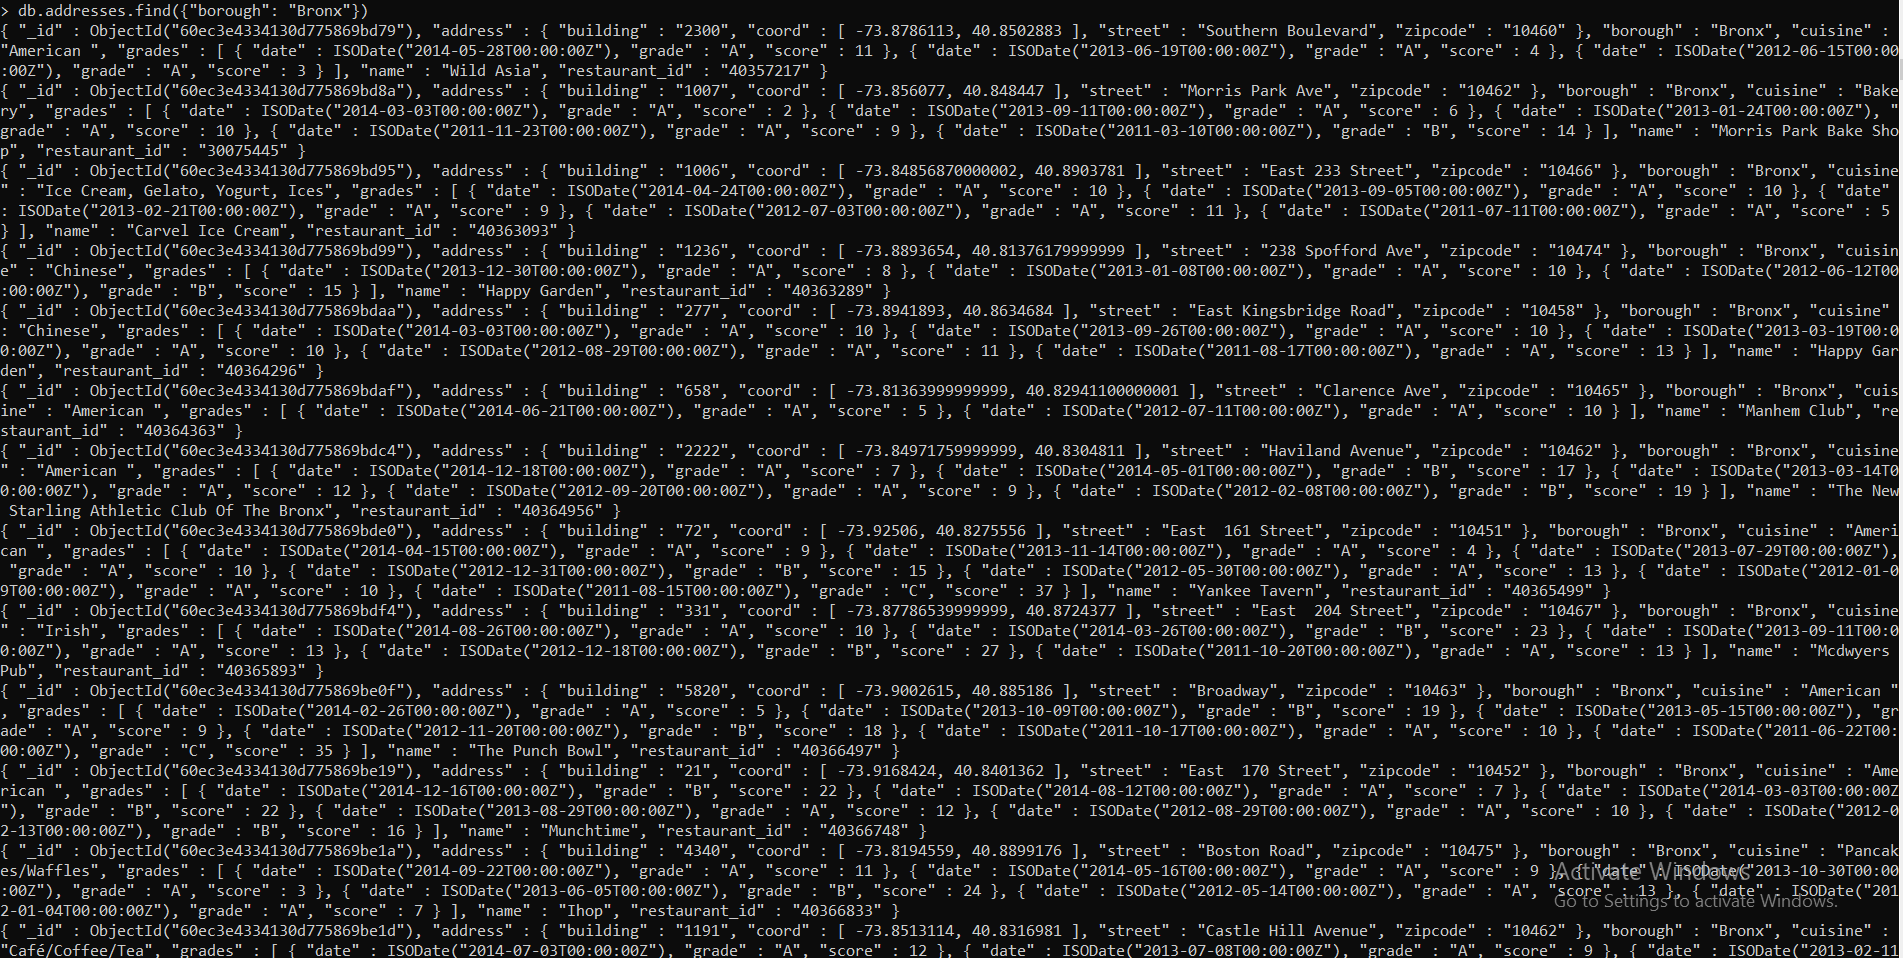 > db.addresses.find({"borough": "Bronx"})
{ "_id" : ObjectId("60ec3e4334130d775869bd79"), "address" : { "building" : "2300", "coord" : [ -73.8786113, 40.8502883 ], "street" : "Southern Boulevard", "zipcode" : "10460" }, "borough" : "Bronx", "cuisine" :
"American ", "grades" : [ { "date" : ISODate("2014-05-28T00:00:00Z"), "grade" : "A", "score" : 11 }, { "date" : ISODate("2013-06-19T00:00:00Z"), "grade" : "A", "score" : 4 }, { "date" : ISODate("2012-06-15T00:00
:00Z"), "grade" : "A", "score" : 3 } ], "name" : "Wild Asia", "restaurant_id" : "40357217" }
{ "_id" : ObjectId("60ec3e4334130d775869bd8a"), "address" : { "building" : "1007", "coord" : [ -73.856077, 40.848447 ], "street" : "Morris Park Ave", "zipcode" : "10462" }, "borough" : "Bronx", "cuisine" : "Bake
ry", "grades" : [ { "date" : ISODate("2014-03-03T00:00:00Z"), "grade" : "A", "score" : 2 }, { "date" : ISODate("2013-09-11T00:00:00Z"), "grade" : "A", "score" : 6 }, { "date" : ISODate("2013-01-24T00:00:00Z"), "
grade" : "A", "score" : 10 }, { "date" : ISODate("2011-11-23T00:00:00Z"), "grade" : "A", "score" : 9 }, { "date" : ISODate("2011-03-10T00:00:00Z"), "grade" : "B", "score" : 14 } ], "name" : "Morris Park Bake Sho
p", "restaurant_id" : "30075445" }
{ "_id" : ObjectId("60ec3e4334130d775869bd95"), "address" : { "building" : "1006", "coord" : [ -73.84856870000002, 40.8903781 ], "street" : "East 233 Street", "zipcode" : "10466" }, "borough" : "Bronx", "cuisine
" : "Ice Cream, Gelato, Yogurt, Ices", "grades" : [ { "date" : ISODate("2014-04-24T00:00:00Z"), "grade" : "A", "score" : 10 }, { "date" : ISODate("2013-09-05T00:00:00Z"), "grade" : "A", "score" : 10 }, { "date"
: ISODate("2013-02-21T00:00:00Z"), "grade" : "A", "score" : 9 }, { "date" : ISODate("2012-07-03T00:00:00Z"), "grade" : "A", "score" : 11 }, { "date" : ISODate("2011-07-11T00:00:00Z"), "grade" : "A", "score" : 5
} ], "name" : "Carvel Ice Cream", "restaurant_id" : "40363093" }
{ "_id" : ObjectId("60ec3e4334130d775869bd99"), "address" : { "building" : "1236", "coord" : [ -73.8893654, 40.81376179999999 ], "street" : "238 Spofford Ave", "zipcode" : "10474" }, "borough" : "Bronx", "cuisin
e" : "Chinese", "grades" : [ { "date" : ISODate("2013-12-30T00:00:00Z"), "grade" : "A", "score" : 8 }, { "date" : ISODate("2013-01-08T00:00:00Z"), "grade" : "A", "score" : 10 }, { "date" : ISODate("2012-06-12T00
:00:00Z"), "grade" : "B", "score" : 15 } ], "name" : "Happy Garden", "restaurant_id" : "40363289" }
{ "_id" : ObjectId("60ec3e4334130d775869bdaa"), "address" : { "building" : "277", "coord" : [ -73.8941893, 40.8634684 ], "street" : "East Kingsbridge Road", "zipcode" : "10458" }, "borough" : "Bronx", "cuisine"
: "Chinese", "grades" : [ { "date" : ISODate("2014-03-03T00:00:00Z"), "grade" : "A", "score" : 10 }, { "date" : ISODate("2013-09-26T00:00:00Z"), "grade" : "A", "score" : 10 }, { "date" : ISODate("2013-03-19T00:0
0:00Z"), "grade" : "A", "score" : 10 }, { "date" : ISODate("2012-08-29T00:00:00Z"), "grade" : "A", "score" : 11 }, { "date" : ISODate("2011-08-17T00:00:00Z"), "grade" : "A", "score" : 13 } ], "name" : "Happy Gar
den", "restaurant_id" : "40364296" }
{ "_id" : ObjectId("60ec3e4334130d775869bdaf"), "address" : { "building" : "658", "coord" : [ -73.81363999999999, 40.82941100000001 ], "street" : "Clarence Ave", "zipcode" : "10465" }, "borough" : "Bronx", "cuis
ine" : "American ", "grades" : [ { "date" : ISODate("2014-06-21T00:00:00Z"), "grade" : "A", "score" : 5 }, { "date" : ISODate("2012-07-11T00:00:00Z"), "grade" : "A", "score" : 10 } ], "name" : "Manhem Club", "re
staurant_id" : "40364363" }
{ "_id" : ObjectId("60ec3e4334130d775869bdc4"), "address" : { "building" : "2222", "coord" : [ -73.84971759999999, 40.8304811 ], "street" : "Haviland Avenue", "zipcode" : "10462" }, "borough" : "Bronx", "cuisine
" : "American ", "grades" : [ { "date" : ISODate("2014-12-18T00:00:00Z"), "grade" : "A", "score" : 7 }, { "date" : ISODate("2014-05-01T00:00:00Z"), "grade" : "B", "score" : 17 }, { "date" : ISODate("2013-03-14T0
0:00:00Z"), "grade" : "A", "score" : 12 }, { "date" : ISODate("2012-09-20T00:00:00Z"), "grade" : "A", "score" : 9 }, { "date" : ISODate("2012-02-08T00:00:00Z"), "grade" : "B", "score" : 19 } ], "name" : "The New
 Starling Athletic Club Of The Bronx", "restaurant_id" : "40364956" }
{ "_id" : ObjectId("60ec3e4334130d775869bde0"), "address" : { "building" : "72", "coord" : [ -73.92506, 40.8275556 ], "street" : "East  161 Street", "zipcode" : "10451" }, "borough" : "Bronx", "cuisine" : "Ameri
can ", "grades" : [ { "date" : ISODate("2014-04-15T00:00:00Z"), "grade" : "A", "score" : 9 }, { "date" : ISODate("2013-11-14T00:00:00Z"), "grade" : "A", "score" : 4 }, { "date" : ISODate("2013-07-29T00:00:00Z"),
 "grade" : "A", "score" : 10 }, { "date" : ISODate("2012-12-31T00:00:00Z"), "grade" : "B", "score" : 15 }, { "date" : ISODate("2012-05-30T00:00:00Z"), "grade" : "A", "score" : 13 }, { "date" : ISODate("2012-01-0
9T00:00:00Z"), "grade" : "A", "score" : 10 }, { "date" : ISODate("2011-08-15T00:00:00Z"), "grade" : "C", "score" : 37 } ], "name" : "Yankee Tavern", "restaurant_id" : "40365499" }
{ "_id" : ObjectId("60ec3e4334130d775869bdf4"), "address" : { "building" : "331", "coord" : [ -73.87786539999999, 40.8724377 ], "street" : "East  204 Street", "zipcode" : "10467" }, "borough" : "Bronx", "cuisine
" : "Irish", "grades" : [ { "date" : ISODate("2014-08-26T00:00:00Z"), "grade" : "A", "score" : 10 }, { "date" : ISODate("2014-03-26T00:00:00Z"), "grade" : "B", "score" : 23 }, { "date" : ISODate("2013-09-11T00:0
0:00Z"), "grade" : "A", "score" : 13 }, { "date" : ISODate("2012-12-18T00:00:00Z"), "grade" : "B", "score" : 27 }, { "date" : ISODate("2011-10-20T00:00:00Z"), "grade" : "A", "score" : 13 } ], "name" : "Mcdwyers
Pub", "restaurant_id" : "40365893" }
{ "_id" : ObjectId("60ec3e4334130d775869be0f"), "address" : { "building" : "5820", "coord" : [ -73.9002615, 40.885186 ], "street" : "Broadway", "zipcode" : "10463" }, "borough" : "Bronx", "cuisine" : "American "
, "grades" : [ { "date" : ISODate("2014-02-26T00:00:00Z"), "grade" : "A", "score" : 5 }, { "date" : ISODate("2013-10-09T00:00:00Z"), "grade" : "B", "score" : 19 }, { "date" : ISODate("2013-05-15T00:00:00Z"), "gr
ade" : "A", "score" : 9 }, { "date" : ISODate("2012-11-20T00:00:00Z"), "grade" : "B", "score" : 18 }, { "date" : ISODate("2011-10-17T00:00:00Z"), "grade" : "A", "score" : 10 }, { "date" : ISODate("2011-06-22T00:
00:00Z"), "grade" : "C", "score" : 35 } ], "name" : "The Punch Bowl", "restaurant_id" : "40366497" }
{ "_id" : ObjectId("60ec3e4334130d775869be19"), "address" : { "building" : "21", "coord" : [ -73.9168424, 40.8401362 ], "street" : "East  170 Street", "zipcode" : "10452" }, "borough" : "Bronx", "cuisine" : "Ame
rican ", "grades" : [ { "date" : ISODate("2014-12-16T00:00:00Z"), "grade" : "B", "score" : 22 }, { "date" : ISODate("2014-08-12T00:00:00Z"), "grade" : "A", "score" : 7 }, { "date" : ISODate("2014-03-03T00:00:00Z
"), "grade" : "B", "score" : 22 }, { "date" : ISODate("2013-08-29T00:00:00Z"), "grade" : "A", "score" : 12 }, { "date" : ISODate("2012-08-29T00:00:00Z"), "grade" : "A", "score" : 10 }, { "date" : ISODate("2012-0
2-13T00:00:00Z"), "grade" : "B", "score" : 16 } ], "name" : "Munchtime", "restaurant_id" : "40366748" }
{ "_id" : ObjectId("60ec3e4334130d775869be1a"), "address" : { "building" : "4340", "coord" : [ -73.8194559, 40.8899176 ], "street" : "Boston Road", "zipcode" : "10475" }, "borough" : "Bronx", "cuisine" : "Pancak
es/Waffles", "grades" : [ { "date" : ISODate("2014-09-22T00:00:00Z"), "grade" : "A", "score" : 11 }, { "date" : ISODate("2014-05-16T00:00:00Z"), "grade" : "A", "score" : 9 }, { "date" : ISODate("2013-10-30T00:00
:00Z"), "grade" : "A", "score" : 3 }, { "date" : ISODate("2013-06-05T00:00:00Z"), "grade" : "B", "score" : 24 }, { "date" : ISODate("2012-05-14T00:00:00Z"), "grade" : "A", "score" : 13 }, { "date" : ISODate("201
2-01-04T00:00:00Z"), "grade" : "A", "score" : 7 } ], "name" : "Ihop", "restaurant_id" : "40366833" }
{ "_id" : ObjectId("60ec3e4334130d775869be1d"), "address" : { "building" : "1191", "coord" : [ -73.8513114, 40.8316981 ], "street" : "Castle Hill Avenue", "zipcode" : "10462" }, "borough" : "Bronx", "cuisine" :
"Café/Coffee/Tea", "grades" : [ { "date" : ISODate("2014-07-03T00:00:00Z"), "grade" : "A", "score" : 12 }, { "date" : ISODate("2013-07-08T00:00:00Z"), "grade" : "A", "score" : 9 }, { "date" : ISODate("2013-02-11
Activate Windows
Go to Settings to activate Windows.